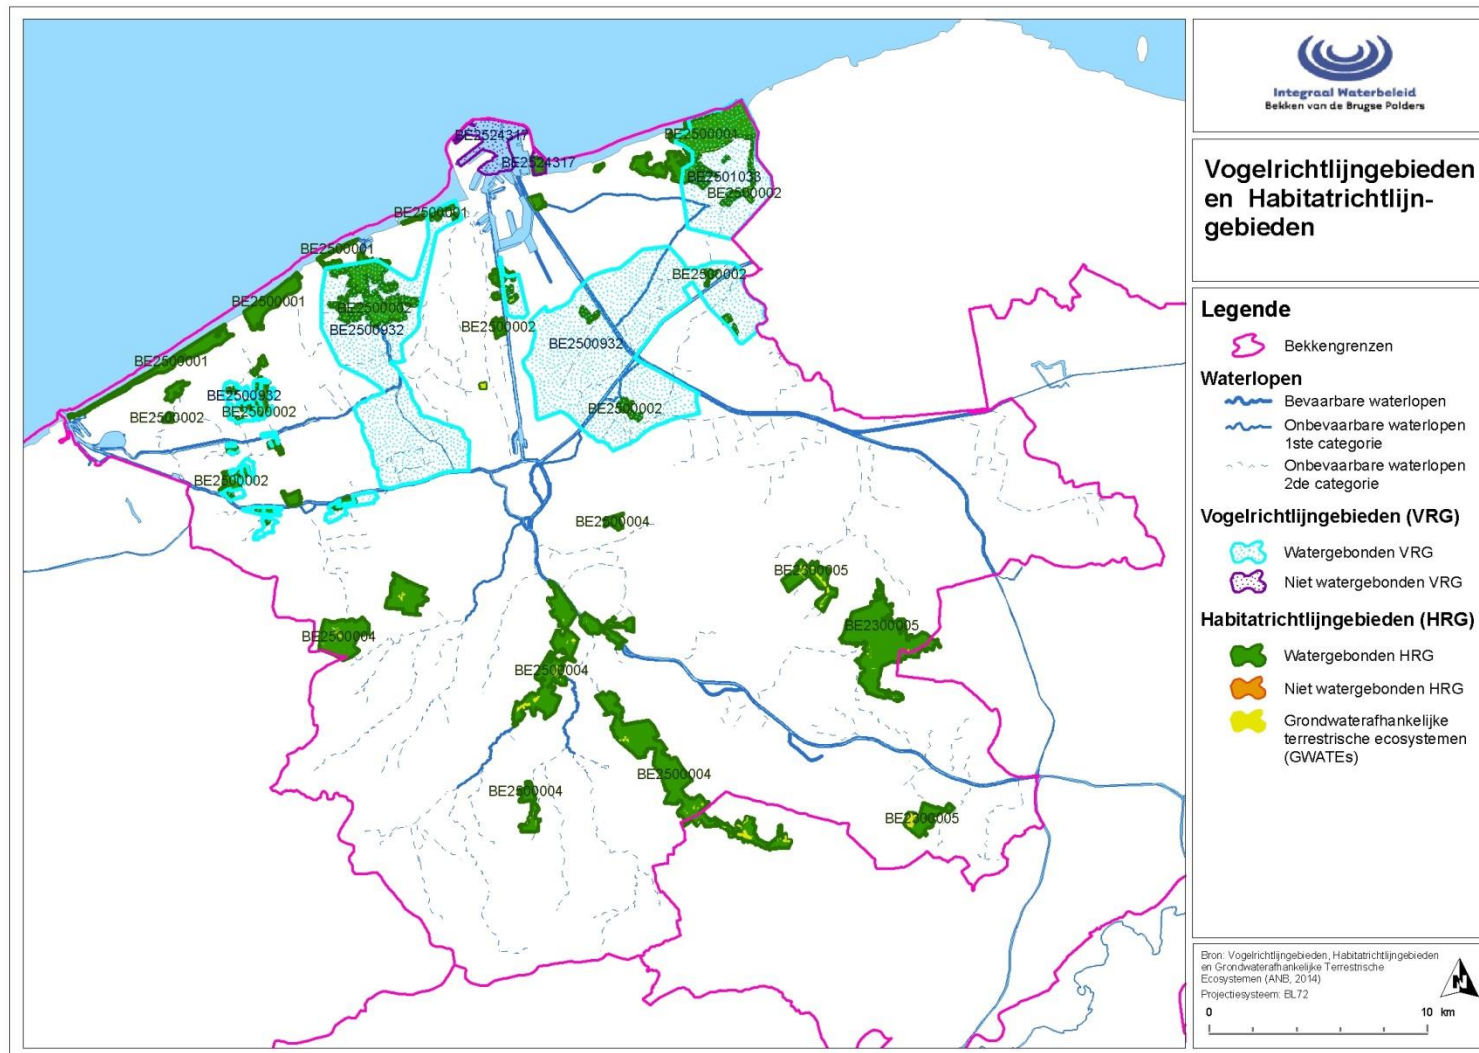 BE2524317
BE2524317
BE2500001
BE2501033
BE2500002
BE2500001
BE2500001
BE2500001
BE2500002
BE2500932
BE2500002
BE2500002
BE2500932
BE2500001
BE2500932
BE2500002
BE2500002
BE2500002
BE2500002
BE2500004
BE2300005
BE2300005
BE2500004
BE2500004
BE2500004
BE2500004
BE2300005
Integraal Waterbeleid
Bekken van de Brugse Polders
Vogelrichtlijngebieden
en Habitatrichtlijn-
gebieden
Legende
Bekkengrenzen
Waterlopen
Bevaarbare waterlopen
Onbevaarbare waterlopen
1ste categorie
Onbevaarbare waterlopen
2de categorie
Vogelrichtlijngebieden (VRG)
Watergebonden VRG
Niet watergebonden VRG
Habitatrichtlijngebieden (HRG)
Watergebonden HRG
Niet watergebonden HRG
Grondwaterafhankelijke
terrestrische ecosystemen
(GWATEs)
Bron: Vogelrichtlijngebieden, Habitatrichtlijngebieden
en Grondwaterafhankelijke Terrestrische
Ecosystemen (ANB, 2014)
Projectiesysteem: BL72
N
0 10 km